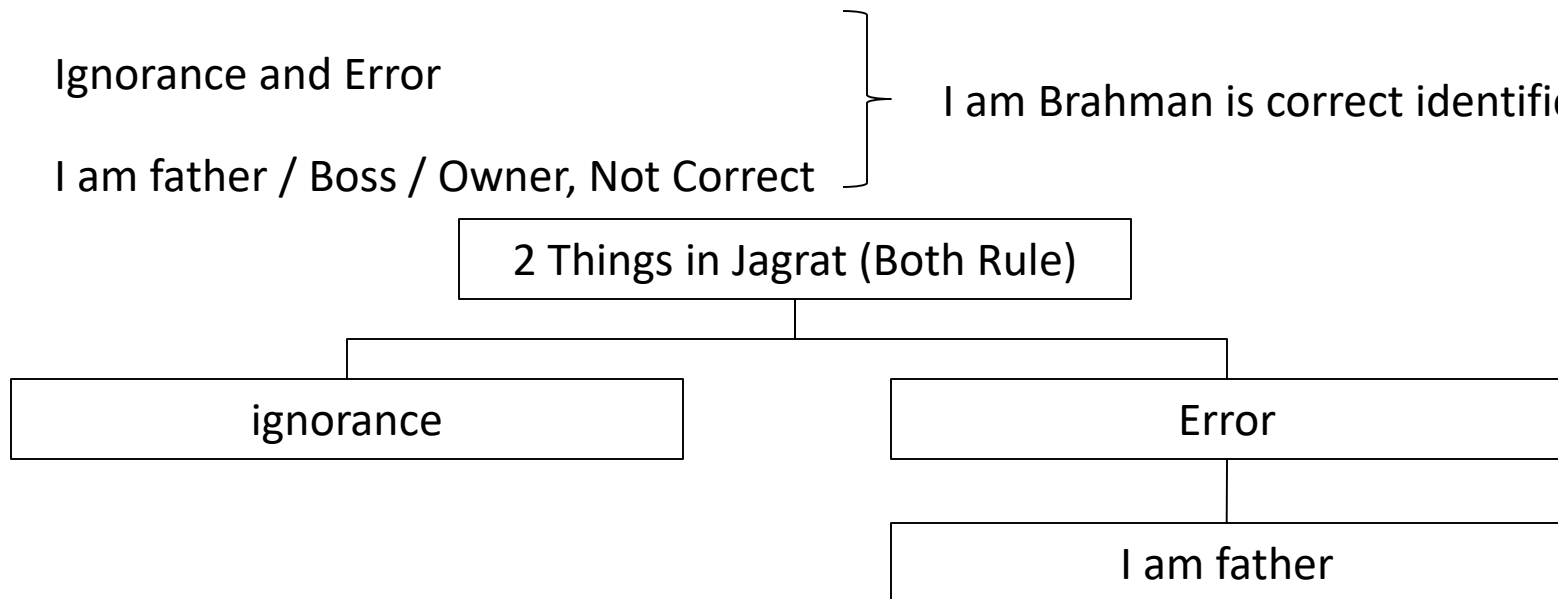 Ignorance and Error
I am Brahman is correct
I am father / Boss / Owner, Not Correct
2 Things in Jagrat (Both Rule)
ignorance
Error
I am father